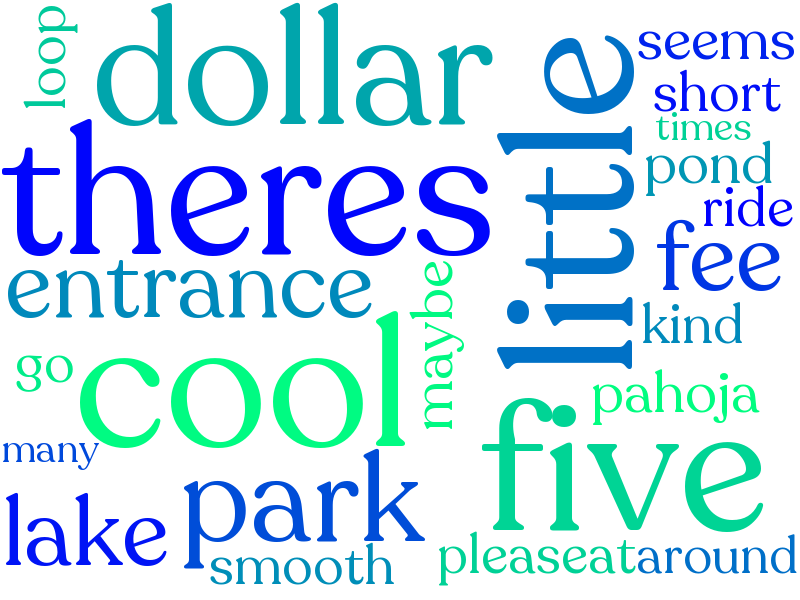 loop
dollar
little
seems
short
times
pond
ride
theres
fee
entrance
maybe
kind
go
cool
pahoja
many
five
lake
park
smooth
pleaseat
around